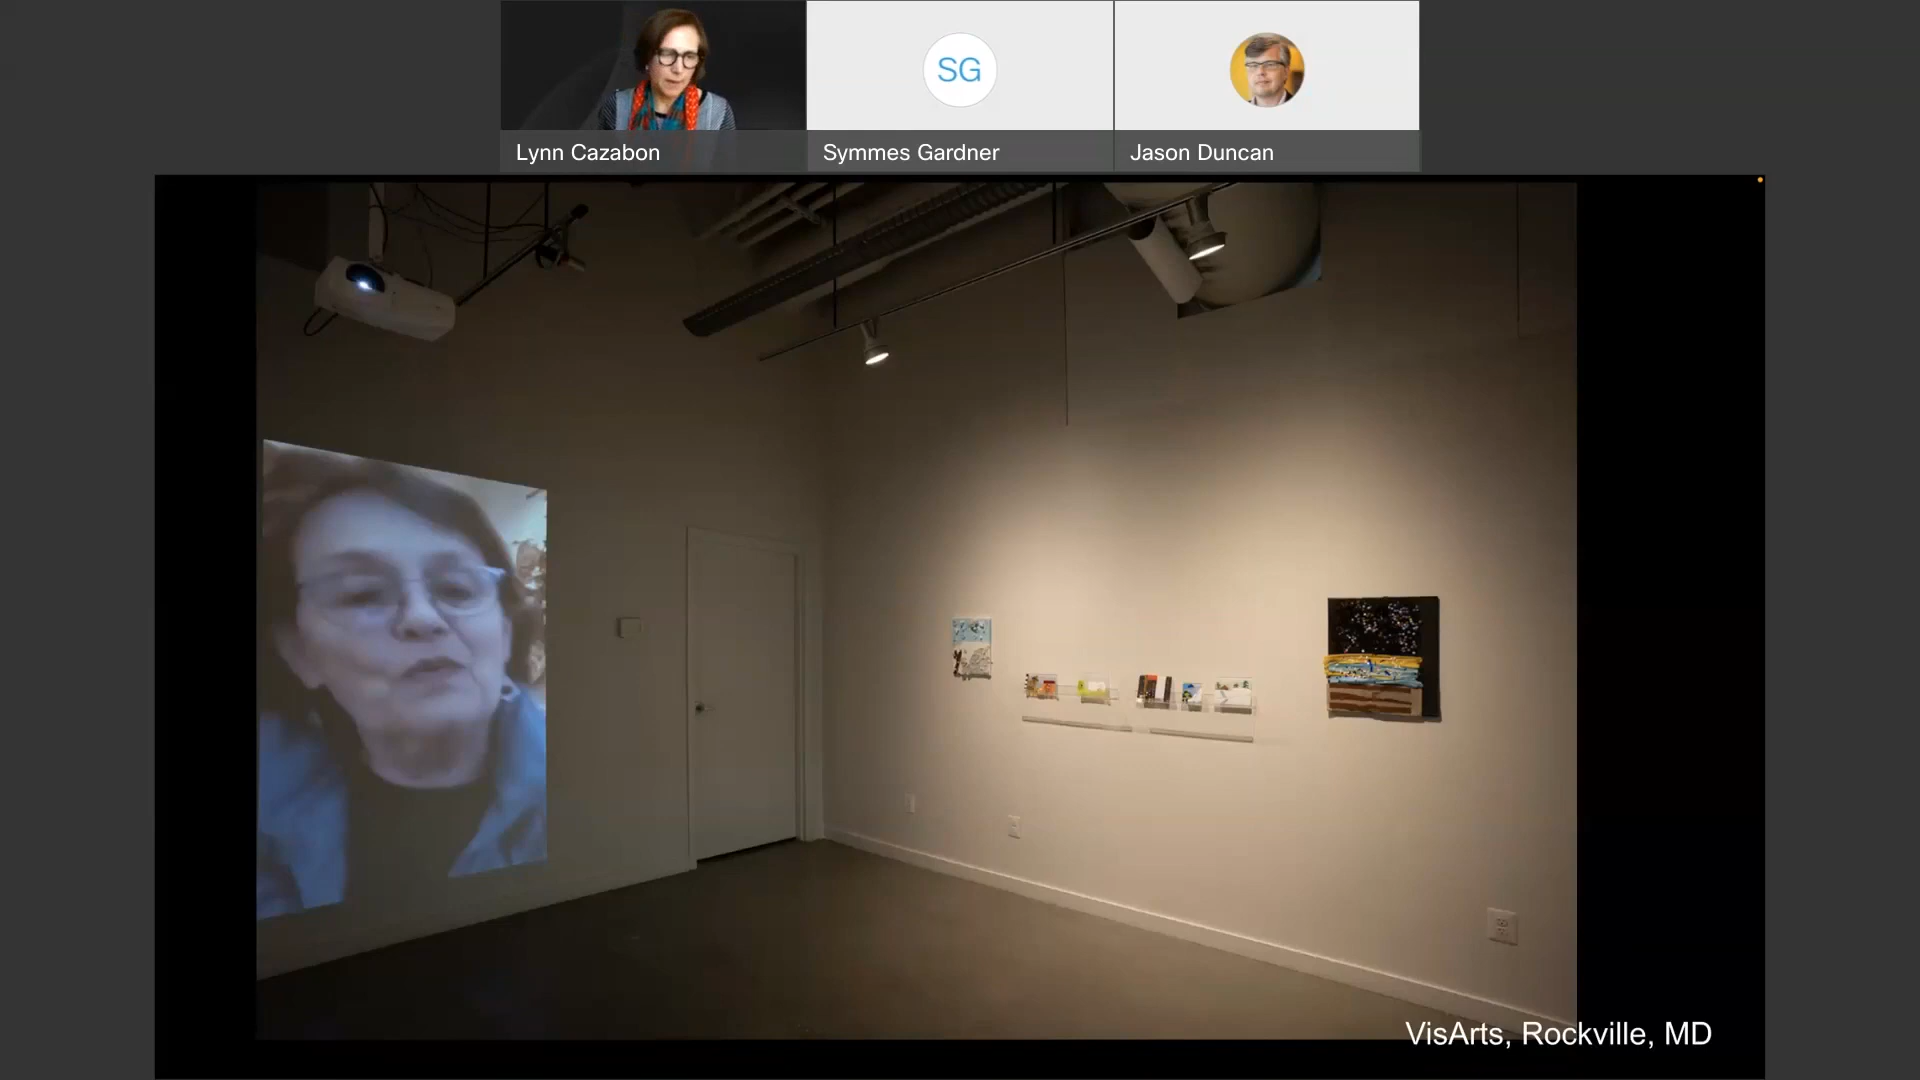 SG
Lynn Cazabon
Symmes Gardner
Jason Duncan
VisArts, Rockville, MD